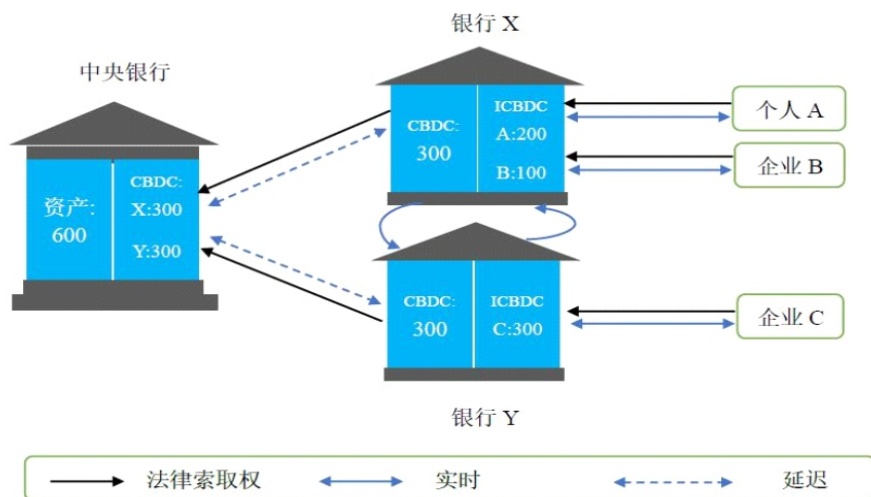 中央银行
资产:
600
CBDC:
X:300
Y:300
银行 X
CBDC:
300
ICBDC
A:200
B:100
个人 A
企业 B
CBDC:
300
ICBDC
C:300
企业 C
银行 Y
法律索取权
实时
延迟